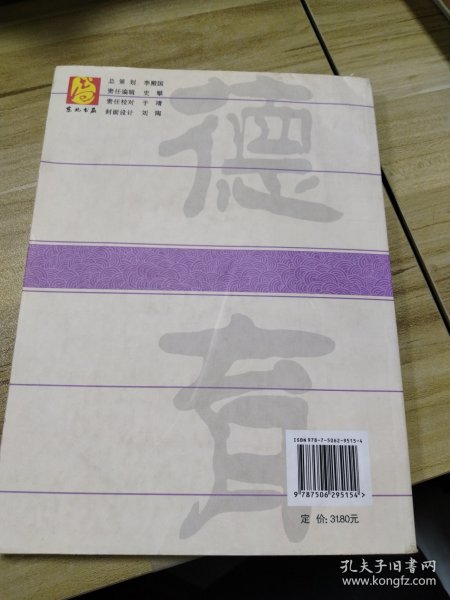 总策划 李殿国
责任编辑 史攀
责任校对 于靖
封面设计 刘陶
东北书店
德
育
ISBN 978-7-5062-9515-4
9 787506 295154 >
定 价: 31.80元
孔夫子旧书网
www.kongfz.com